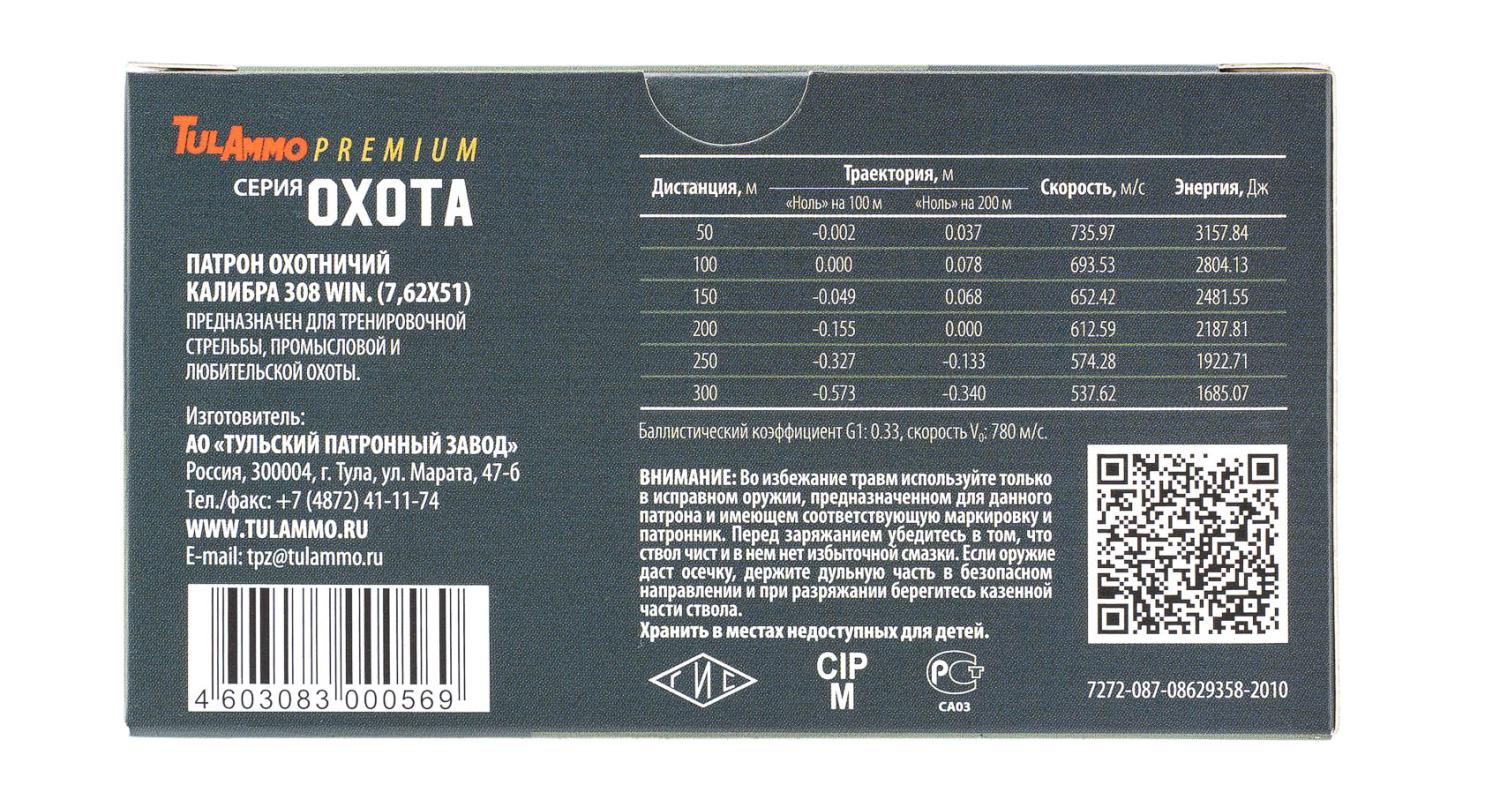 TULAMMO PREMIUM
СЕРИЯ ОХОТА
ПАТРОН ОХОТНИЧИЙ
КАЛИБРА 308 WIN. (7,62X51)
ПРЕДНАЗНАЧЕН ДЛЯ ТРЕНИРОВОЧНОЙ
СТРЕЛЬБЫ, ПРОМЫСЛОВОЙ И
ЛЮБИТЕЛЬСКОЙ ОХОТЫ.
Изготовитель:
АО «ТУЛЬСКИЙ ПАТРОННЫЙ ЗАВОД»
Россия, 300004, г. Тула, ул. Марата, 47-б
Тел./факс: +7 (4872) 41-11-74
WWW.TULAMMO.RU
E-mail: tpz@tulammo.ru
4 603083 000569
Дистанция, м Траектория, м Скорость, м/с Энергия, Дж
«Ноль» на 100 м «Ноль» на 200 м
50 -0.002 0.037 735.97 3157.84
100 0.000 0.078 693.53 2804.13
150 -0.049 0.068 652.42 2481.55
200 -0.155 0.000 612.59 2187.81
250 -0.327 -0.133 574.28 1922.71
300 -0.573 -0.340 537.62 1685.07
Баллистический коэффициент G1: 0.33, скорость V₀: 780 м/с.
ВНИМАНИЕ: Во избежание травм используйте только
в исправном оружии, предназначенном для данного
патрона и имеющем соответствующую маркировку и
патронник. Перед заряжанием убедитесь в том, что
ствол чист и в нем нет избыточной смазки. Если оружие
даст осечку, держите дульную часть в безопасном
направлении и при разряжании берегитесь казенной
части ствола.
Хранить в местах недоступных для детей.
ГИС
CIP
M
РСТ
СА03
7272-087-08629358-2010